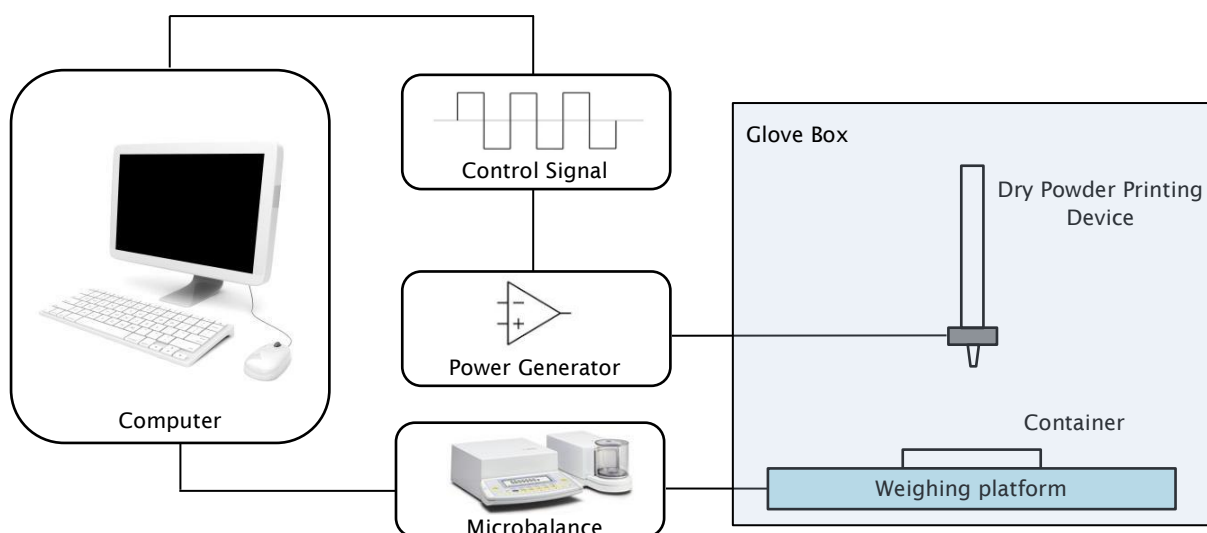 Control Signal
Glove Box
Dry Powder Printing
Device
Power Generator
Computer
Container
Weighing platform
Microbalance